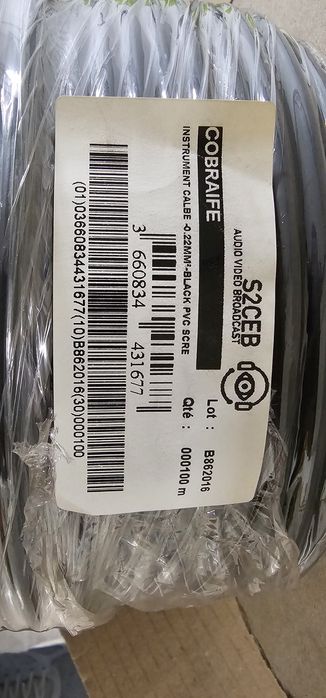 S2CEB
AUDIO VIDEO BROADCAST
COBRAIFE
INSTRUMENT CALBE -0.22MM²-BLACK PVC SCRE
Lot : B862016
Qté : 000100 m
3 660834 431677
(01)03660834431677(10)B862016(30)000100